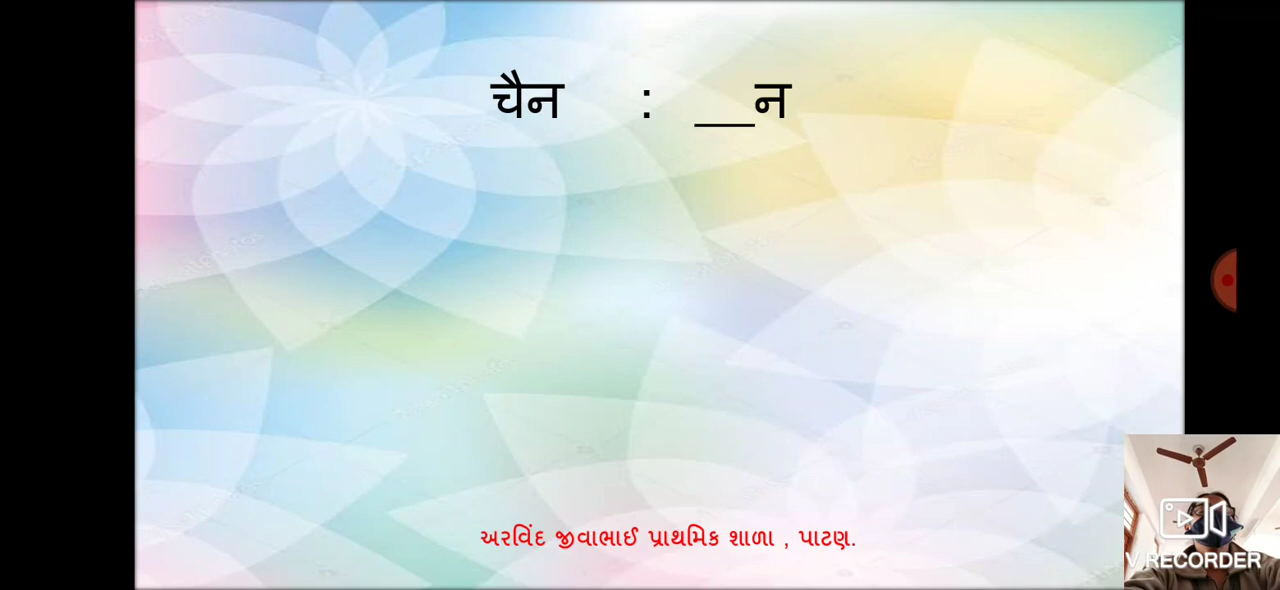 चैन : __न
અરવિંદ જીવાભાઈ પ્રાથમિક શાળા , પાટણ.
V RECORDER